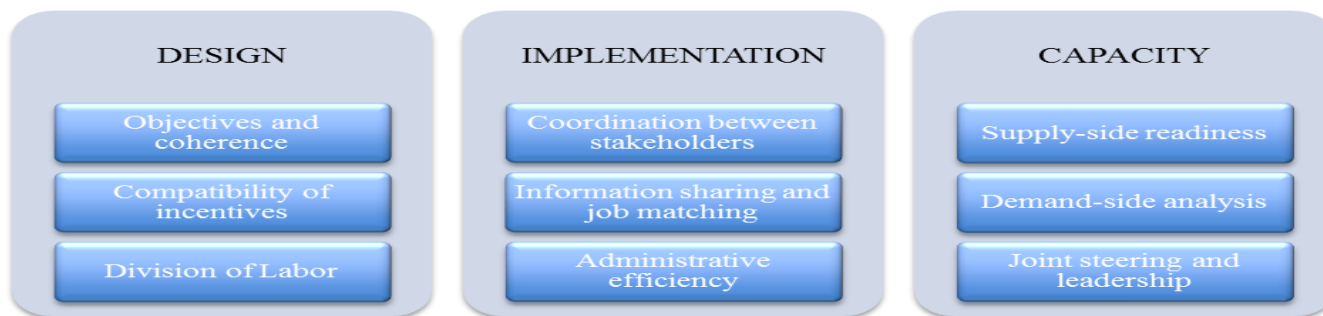 DESIGN
Objectives and
coherence
Compatibility of
incentives
Division of Labor
IMPLEMENTATION
Coordination between
stakeholders
Information sharing and
job matching
Administrative
efficiency
CAPACITY
Supply-side readiness
Demand-side analysis
Joint steering and
leadership